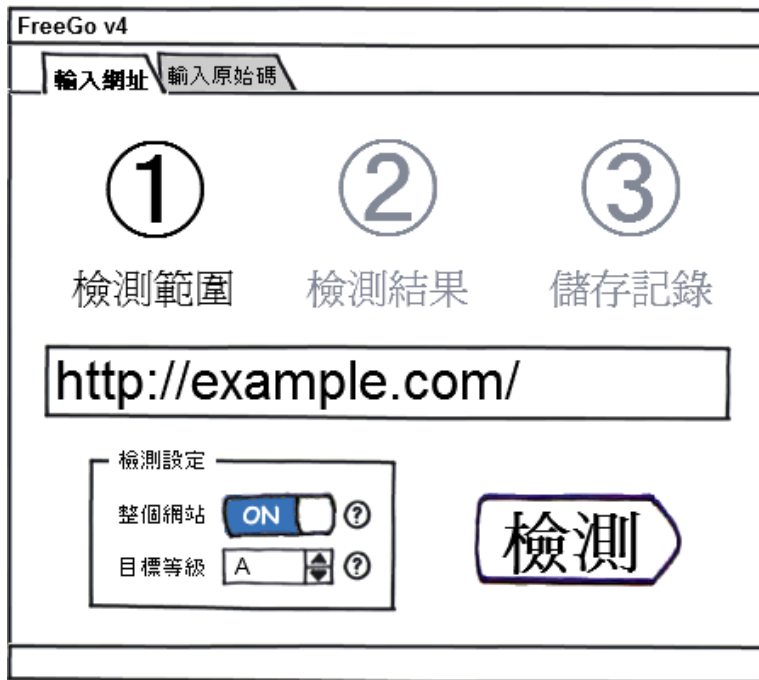 FreeGo v4
輸入網址 輸入原始碼
① ② ③
檢測範圍 檢測結果 儲存記錄
http://example.com/
檢測設定
整個網站 ON ?
目標等級 A ?
檢測